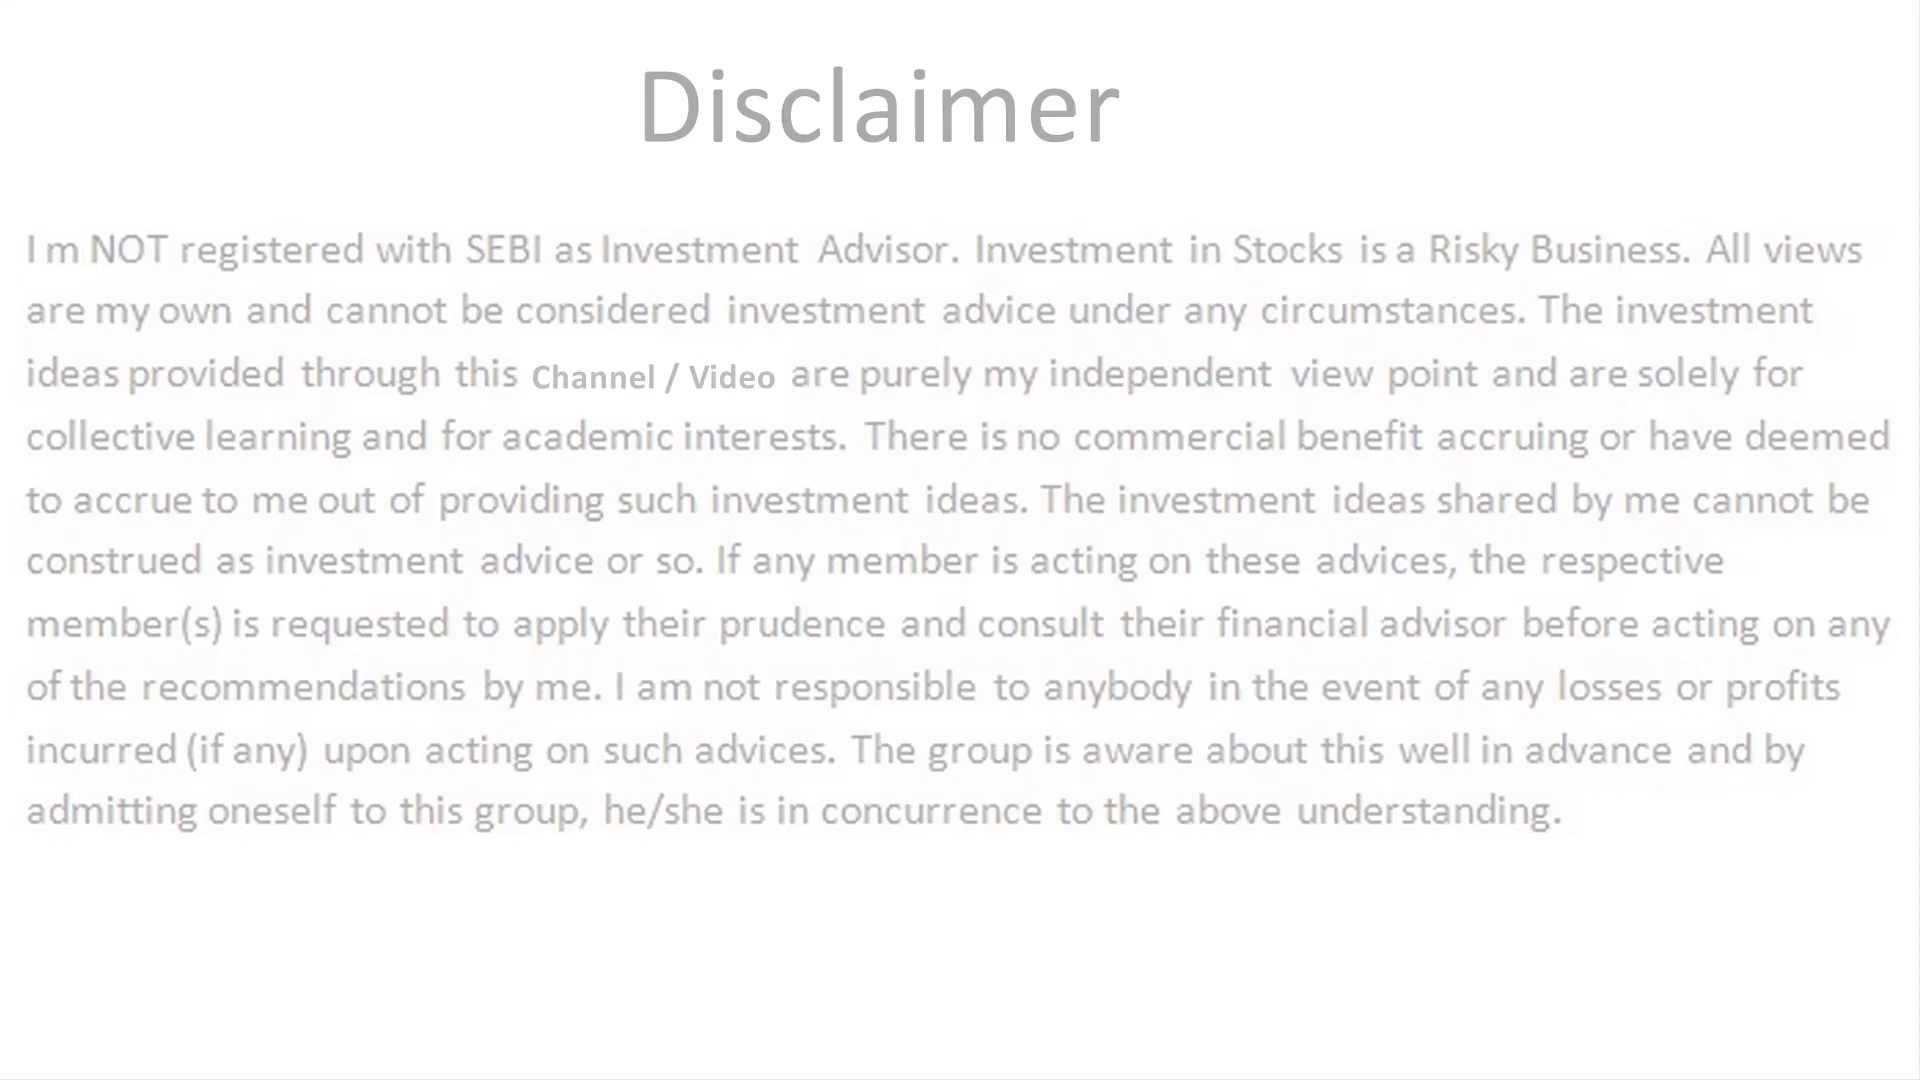 Disclaimer
I m NOT registered with SEBI as Investment Advisor. Investment in Stocks is a Risky Business. All views
are my own and cannot be considered investment advice under any circumstances. The investment
ideas provided through this Channel / Video are purely my independent view point and are solely for
collective learning and for academic interests. There is no commercial benefit accruing or have deemed
to accrue to me out of providing such investment ideas. The investment ideas shared by me cannot be
construed as investment advice or so. If any member is acting on these advices, the respective
member(s) is requested to apply their prudence and consult their financial advisor before acting on any
of the recommendations by me. I am not responsible to anybody in the event of any losses or profits
incurred (if any) upon acting on such advices. The group is aware about this well in advance and by
admitting oneself to this group, he/she is in concurrence to the above understanding.